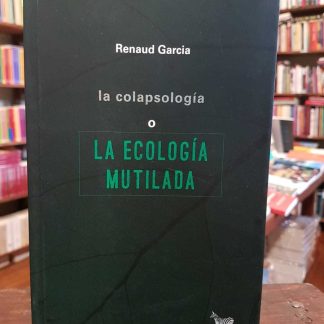 Renaud Garcia
la colapsología
o
LA ECOLOGÍA
MUTILADA